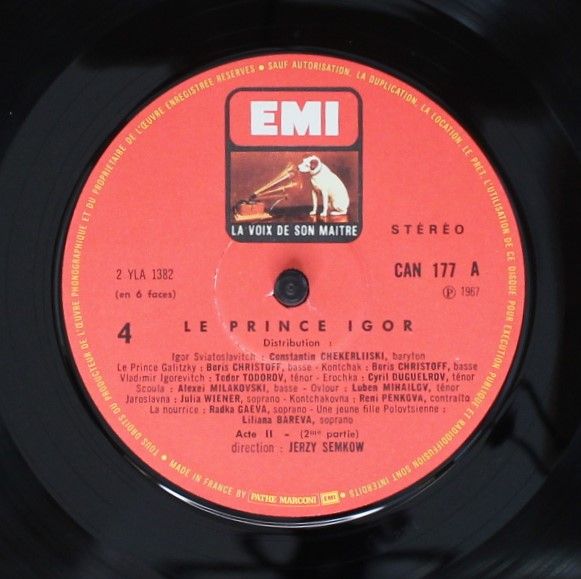 TOUS DROITS DU PRODUCTEUR DE L'ŒUVRE PHONOGRAPHIQUE ET DU PROPRIETAIRE DE L'ŒUVRE ENREGISTREE RESERVES • SAUF AUTORISATION, LA DUPLICATION, LA LOCATION, LE PRET, L'UTILISATION DE CE DISQUE POUR EXECUTION PUBLIQUE ET RADIODIFFUSION SONT INTERDITS •
EMI
LA VOIX DE SON MAITRE
STÉRÉO
2 YLA 1382
(en 6 faces)
CAN 177 A
℗ 1967
4
LE PRINCE IGOR
Distribution :
Igor Sviatoslavitch : Constantin CHEKERLIISKI, baryton
Le Prince Galitzky : Boris CHRISTOFF, basse - Kontchak : Boris CHRISTOFF, basse
Vladimir Igorevitch : Todor TODOROV, ténor - Erochka : Cyril DUGUELROV, ténor
Scoula : Alexei MILAKOVSKI, basse - Ovlour : Luben MIHAILOV, ténor
Jaroslavna : Julia WIENER, soprano - Kontchakovna : Reni PENKOVA, contralto
La nourrice : Radka GAEVA, soprano - Une jeune fille Polovtsienne :
Liliana BAREVA, soprano
Acte II - (2ème partie)
direction : JERZY SEMKOW
• MADE IN FRANCE BY PATHE MARCONI EMI